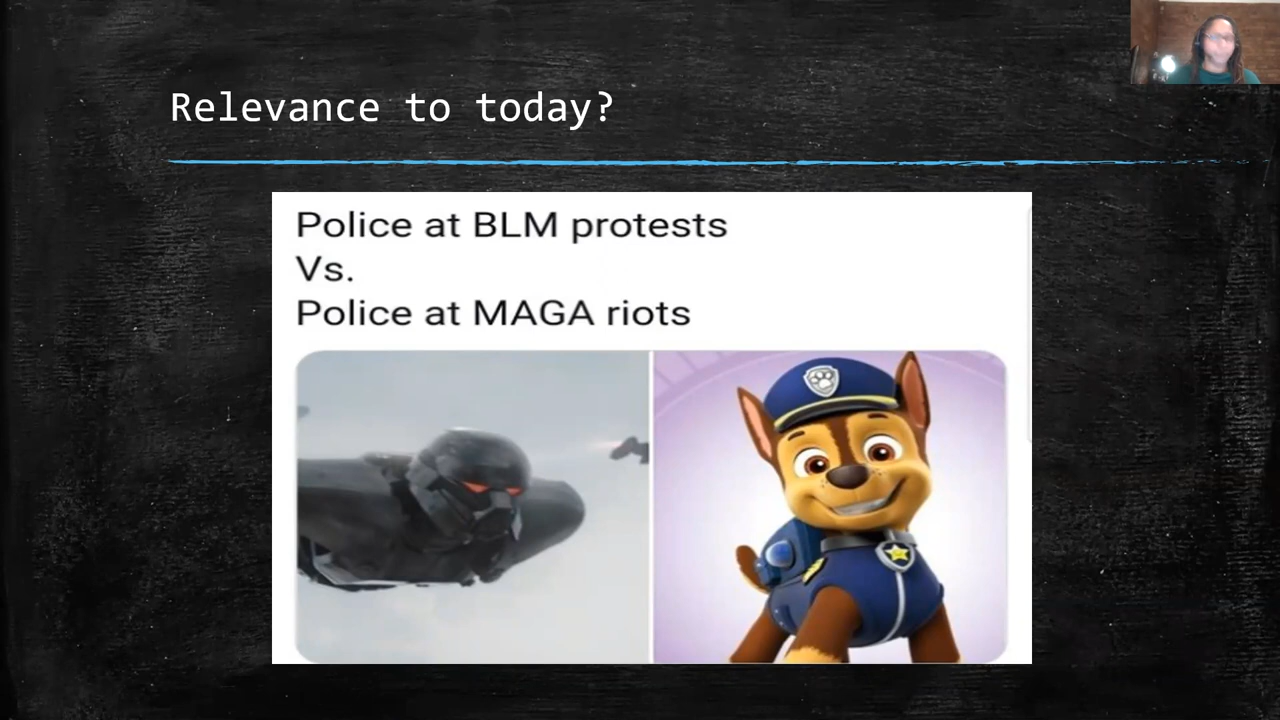 Relevance to today?
Police at BLM protests
Vs.
Police at MAGA riots